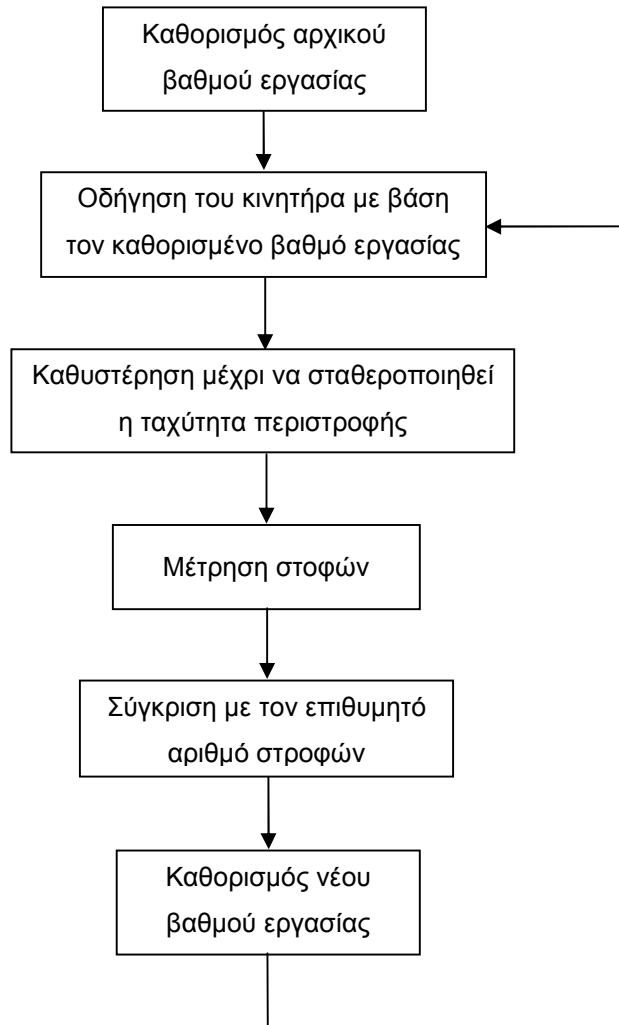 Καθορισμός αρχικού
βαθμού εργασίας
Οδήγηση του κινητήρα με βάση
τον καθορισμένο βαθμό εργασίας
Καθυστέρηση μέχρι να σταθεροποιηθεί
η ταχύτητα περιστροφής
Μέτρηση στοφών
Σύγκριση με τον επιθυμητό
αριθμό στροφών
Καθορισμός νέου
βαθμού εργασίας